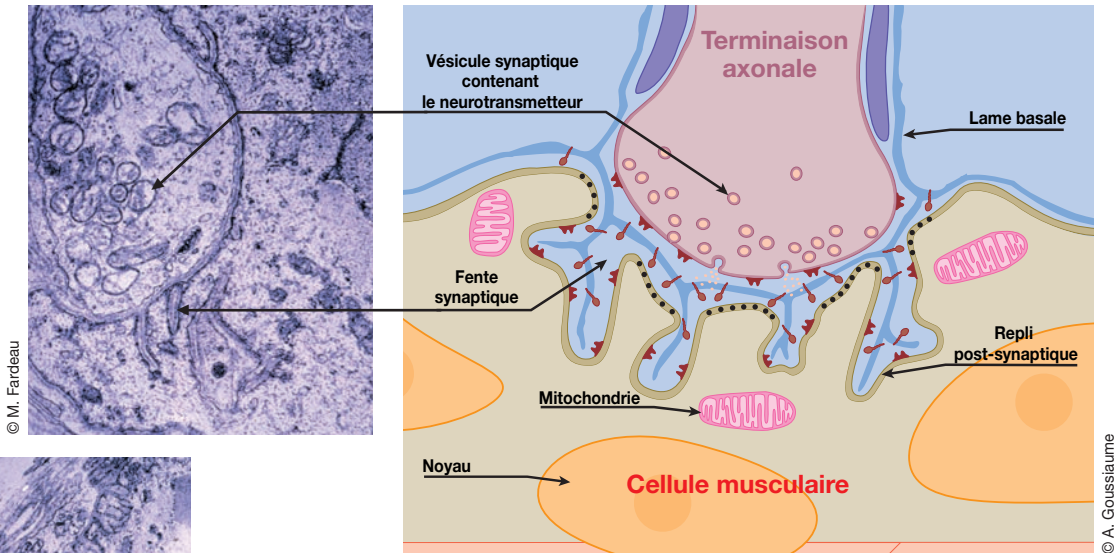 Terminaison
axonale
Vésicule synaptique
contenant
le neurotransmetteur
Lame basale
Fente
synaptique
Repli
post-synaptique
Mitochondrie
Noyau
Cellule musculaire
© M. Fardeau
© A. Goussiaume